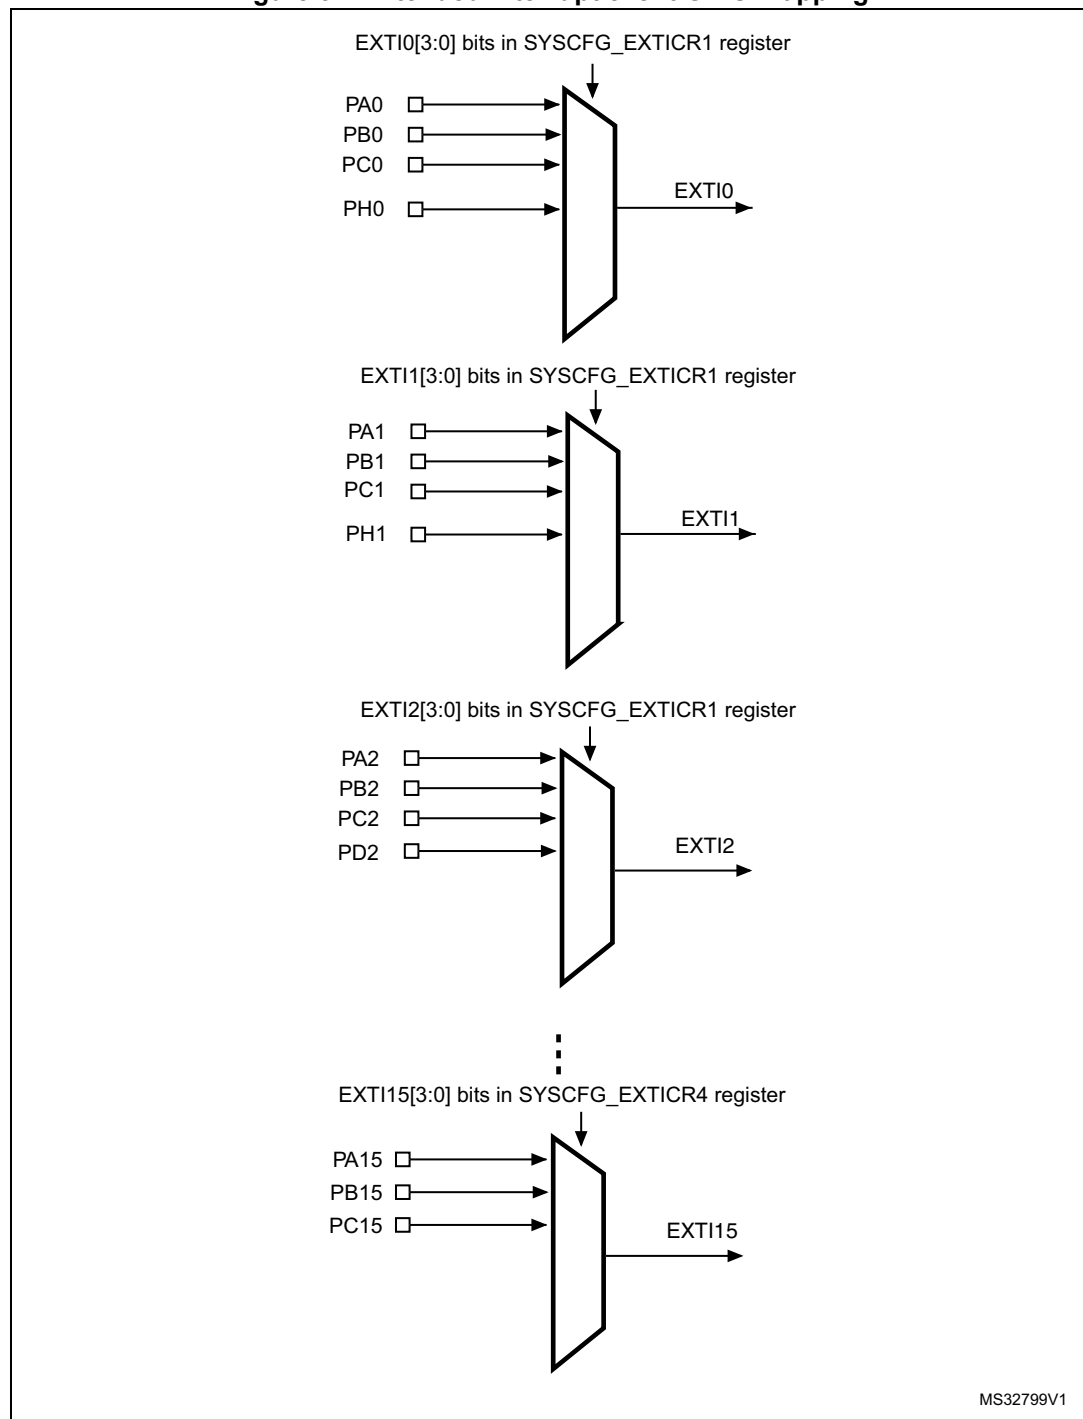 EXTI0[3:0] bits in SYSCFG_EXTICR1 register
PA0
PB0
PC0
PH0
EXTI0
EXTI1[3:0] bits in SYSCFG_EXTICR1 register
PA1
PB1
PC1
PH1
EXTI1
EXTI2[3:0] bits in SYSCFG_EXTICR1 register
PA2
PB2
PC2
PD2
EXTI2
EXTI15[3:0] bits in SYSCFG_EXTICR4 register
PA15
PB15
PC15
EXTI15
MS32799V1